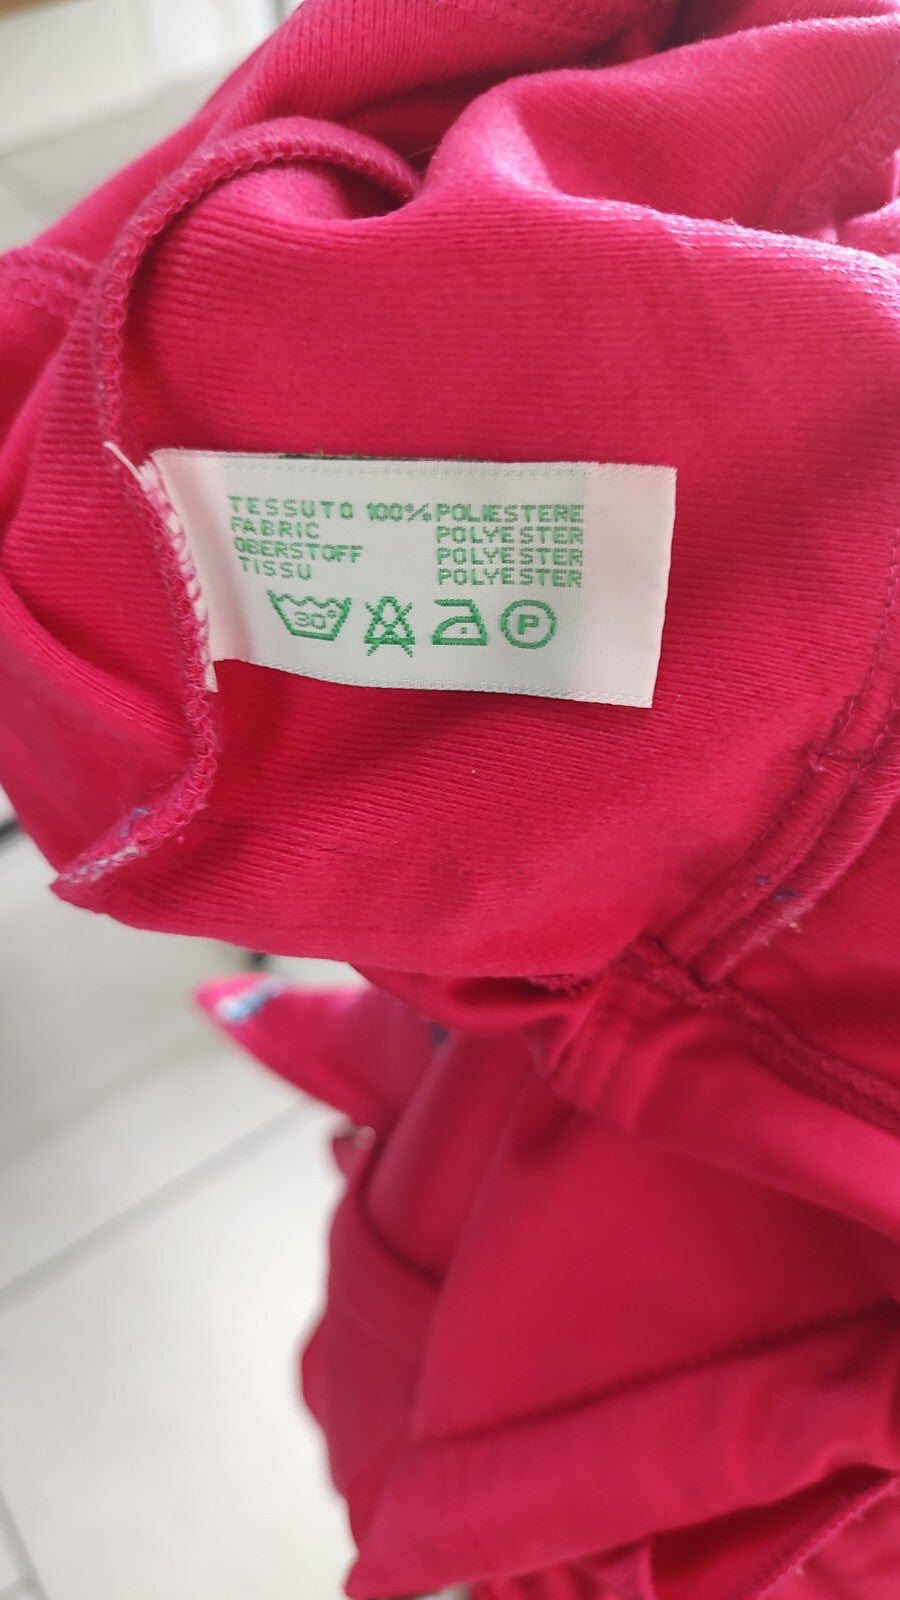 TESSUTO 100% POLIESTERE
FABRIC POLYESTER
OBERSTOFF POLYESTER
TISSU POLYESTER
30° P